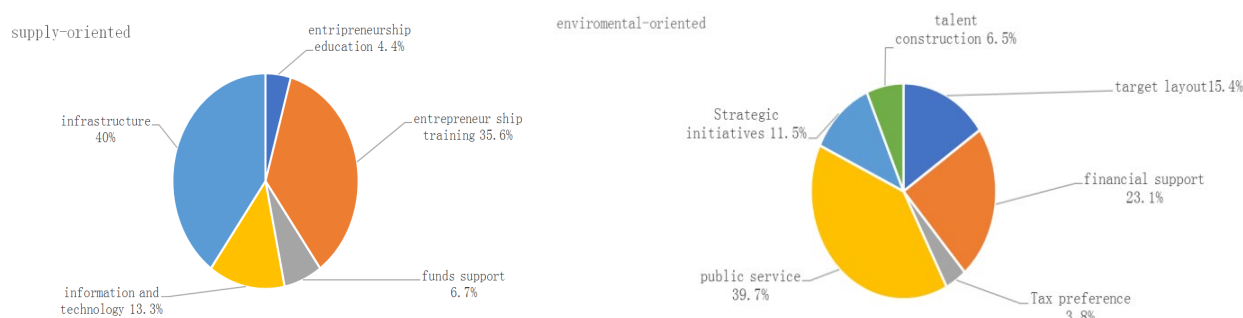 supply-oriented
entripreneurship
education 4.4%
infrastructure
40%
entrepreneur ship
training 35.6%
funds support
6.7%
information and
technology 13.3%
enviromental-oriented
talent
construction 6.5%
target layout15.4%
Strategic
initiatives 11.5%
financial support
23.1%
public service
39.7%
Tax preference
3.8%